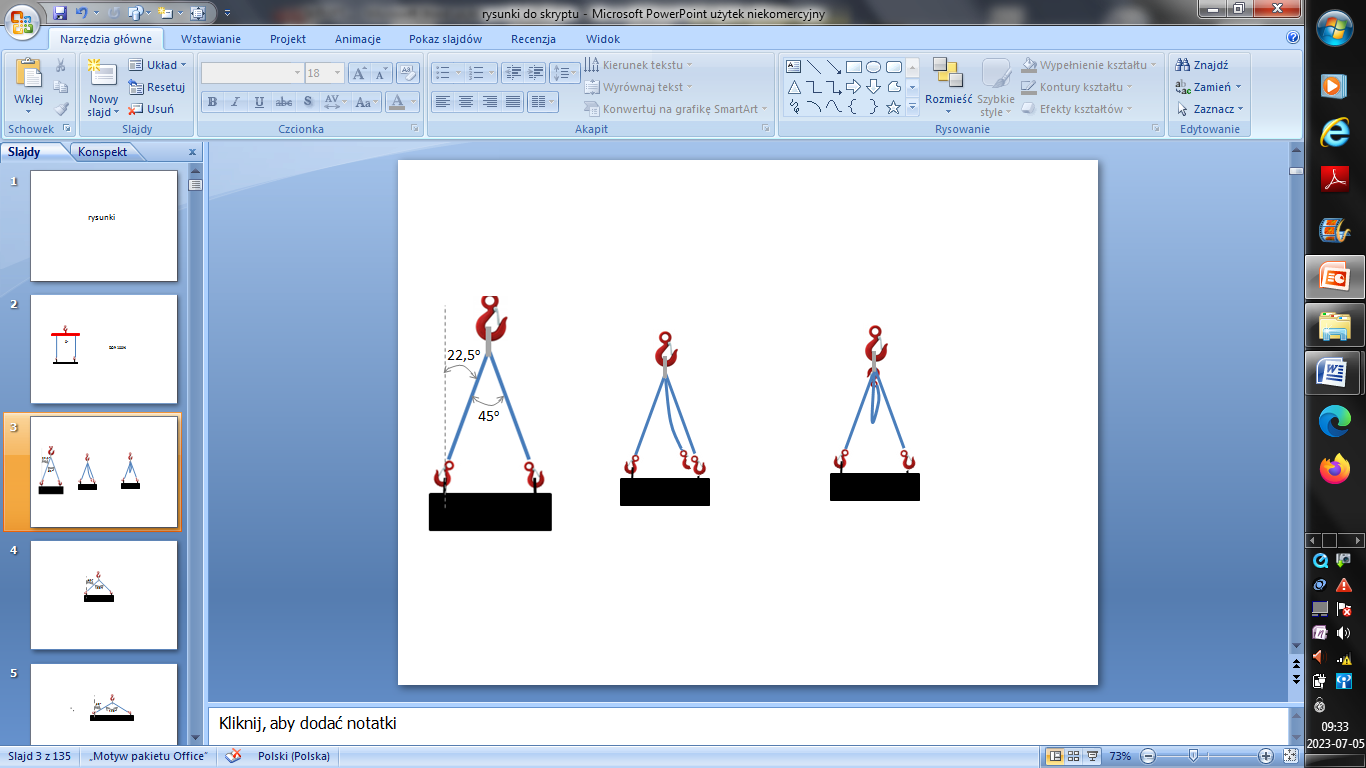 rysunki do skryptu - Microsoft PowerPoint użytek niekomercyjny
Narzędzia główne
Wstawianie
Projekt
Animacje
Pokaz slajdów
Recenzja
Widok
Wklej
Schowek
Nowy slajd
Układ
Resetuj
Usuń
Slajdy
18
B I U abc S AV Aa A
Czcionka
Kierunek tekstu
Wyrównaj tekst
Konwertuj na grafikę SmartArt
Akapit
Rozmieść
Szybkie style
Wypełnienie kształtu
Kontury kształtu
Efekty kształtów
Rysowanie
Znajdź
Zamień
Zaznacz
Edytowanie
Slajdy
Konspekt
x
1
rysunki
2
3
4
5
22,5°
45°
Kliknij, aby dodać notatki
Slajd 3 z 135
„Motyw pakietu Office”
Polski (Polska)
73%
09:33
2023-07-05